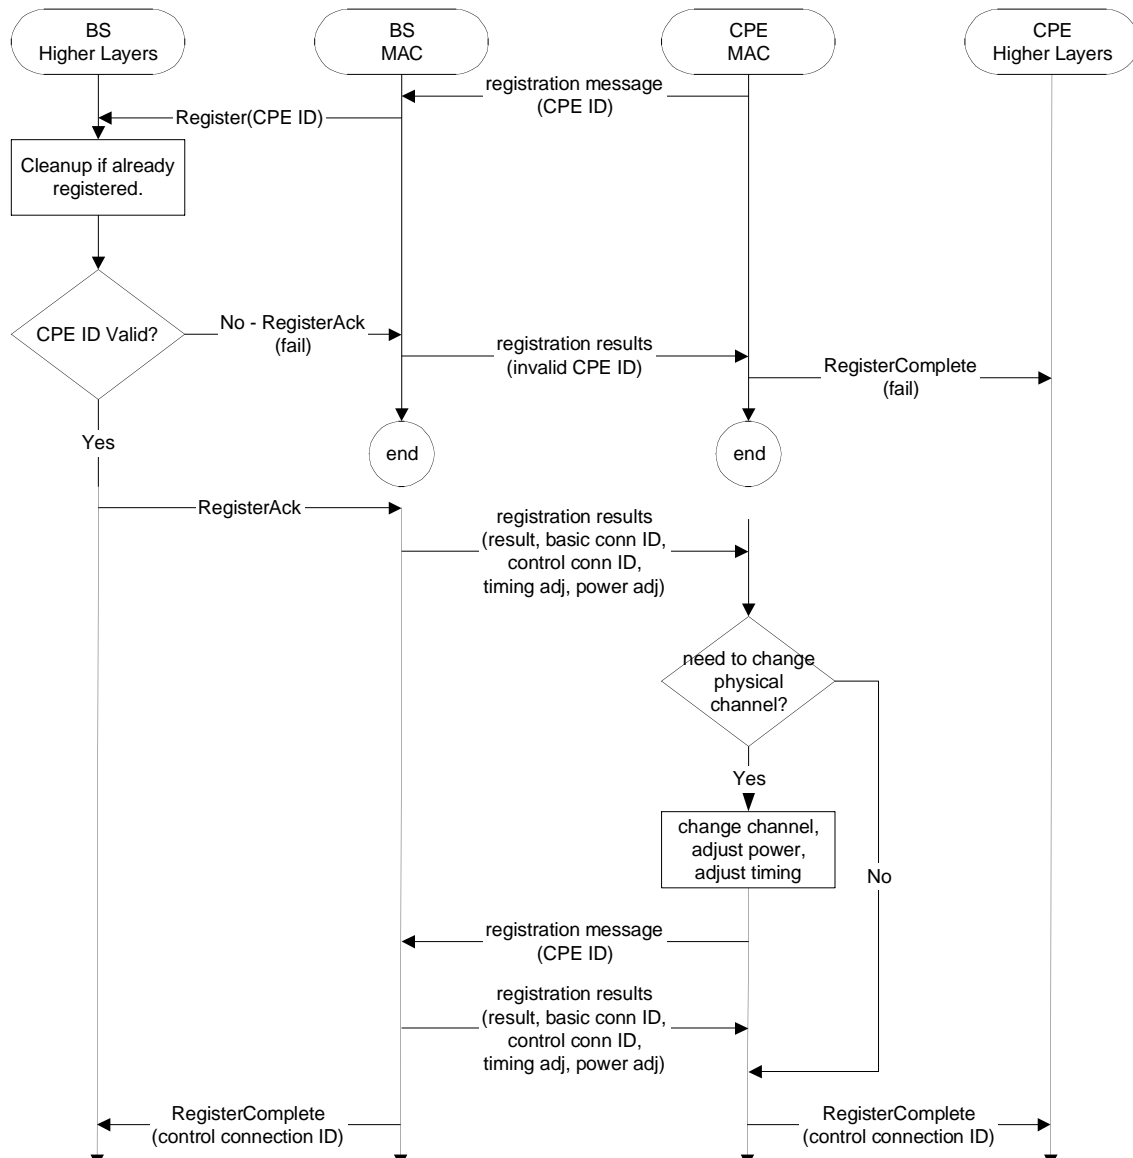 BS
Higher Layers
BS
MAC
CPE
MAC
CPE
Higher Layers
registration message
(CPE ID)
Register(CPE ID)
Cleanup if already
registered.
CPE ID Valid?
No - RegisterAck
(fail)
registration results
(invalid CPE ID)
RegisterComplete
(fail)
Yes
end
end
RegisterAck
registration results
(result, basic conn ID,
control conn ID,
timing adj, power adj)
need to change
physical
channel?
Yes
change channel,
adjust power,
adjust timing
No
registration message
(CPE ID)
registration results
(result, basic conn ID,
control conn ID,
timing adj, power adj)
RegisterComplete
(control connection ID)
RegisterComplete
(control connection ID)